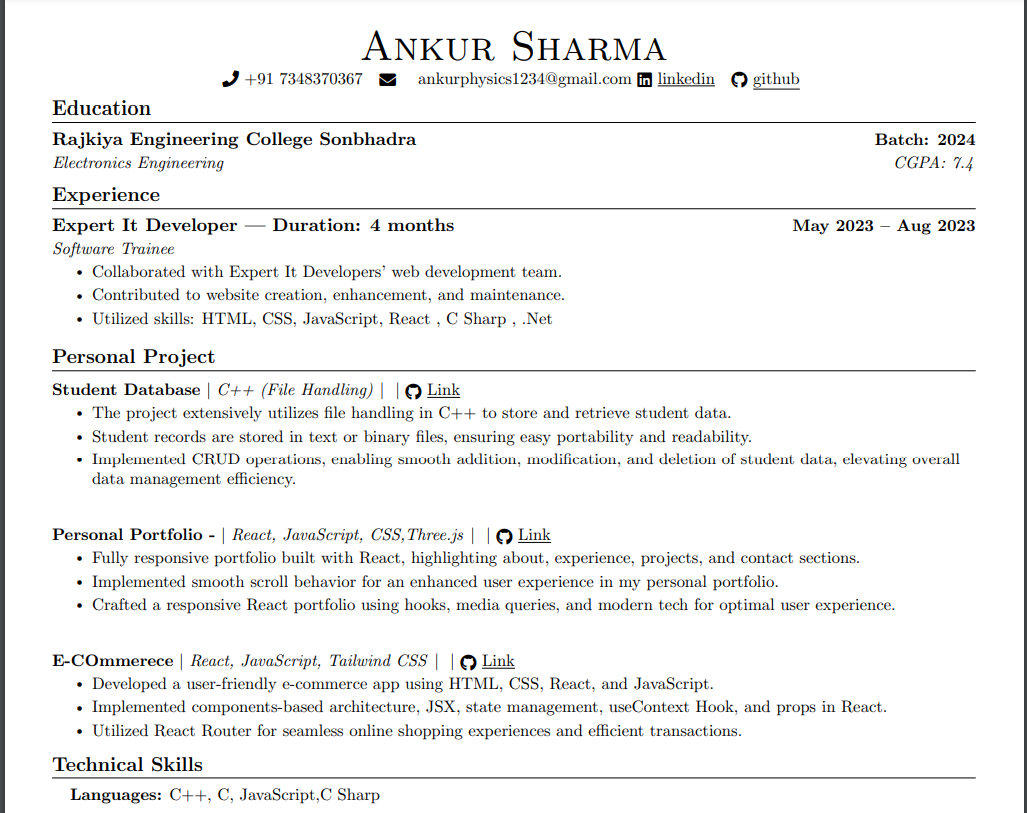 Ankur Sharma
+91 7348370367 ankurphysics1234@gmail.com linkedin github
Education
Rajkiya Engineering College Sonbhadra Batch: 2024
Electronics Engineering CGPA: 7.4
Experience
Expert It Developer — Duration: 4 months May 2023 – Aug 2023
Software Trainee
• Collaborated with Expert It Developers' web development team.
• Contributed to website creation, enhancement, and maintenance.
• Utilized skills: HTML, CSS, JavaScript, React , C Sharp , .Net
Personal Project
Student Database | C++ (File Handling) | | Link
• The project extensively utilizes file handling in C++ to store and retrieve student data.
• Student records are stored in text or binary files, ensuring easy portability and readability.
• Implemented CRUD operations, enabling smooth addition, modification, and deletion of student data, elevating overall
data management efficiency.
Personal Portfolio - | React, JavaScript, CSS,Three.js | | Link
• Fully responsive portfolio built with React, highlighting about, experience, projects, and contact sections.
• Implemented smooth scroll behavior for an enhanced user experience in my personal portfolio.
• Crafted a responsive React portfolio using hooks, media queries, and modern tech for optimal user experience.
E-COmmerece | React, JavaScript, Tailwind CSS | | Link
• Developed a user-friendly e-commerce app using HTML, CSS, React, and JavaScript.
• Implemented components-based architecture, JSX, state management, useContext Hook, and props in React.
• Utilized React Router for seamless online shopping experiences and efficient transactions.
Technical Skills
Languages: C++, C, JavaScript,C Sharp